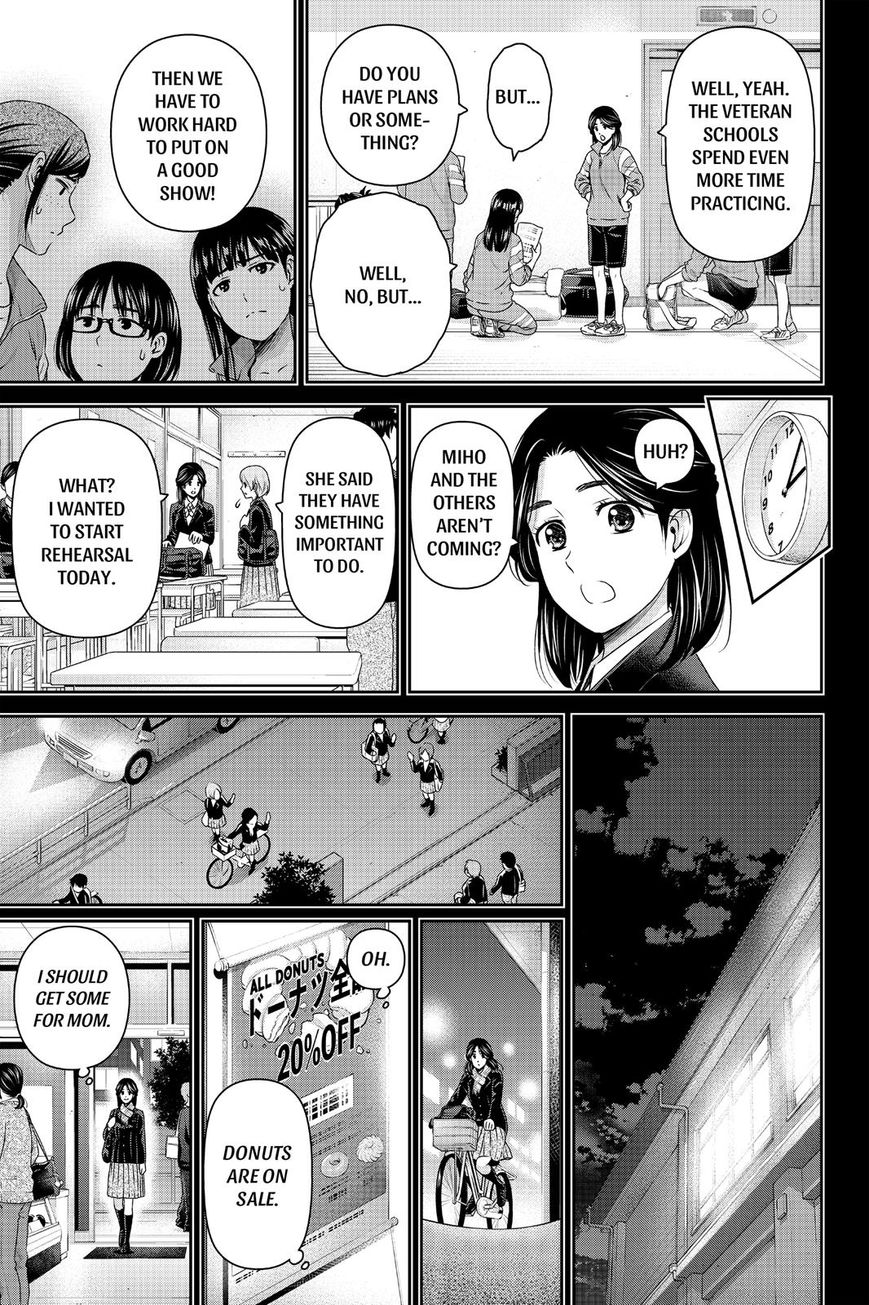 WELL, YEAH.
THE VETERAN
SCHOOLS
SPEND EVEN
MORE TIME
PRACTICING.
BUT...
DO YOU
HAVE PLANS
OR SOME-
THING?
WELL,
NO, BUT...
THEN WE
HAVE TO
WORK HARD
TO PUT ON
A GOOD
SHOW!
HUH?
MIHO
AND THE
OTHERS
AREN'T
COMING?
SHE SAID
THEY HAVE
SOMETHING
IMPORTANT
TO DO.
WHAT?
I WANTED
TO START
REHEARSAL
TODAY.
OH.
ALL DONUTS
ドーナツ全
20%OFF
DONUTS
ARE ON
SALE.
I SHOULD
GET SOME
FOR MOM.